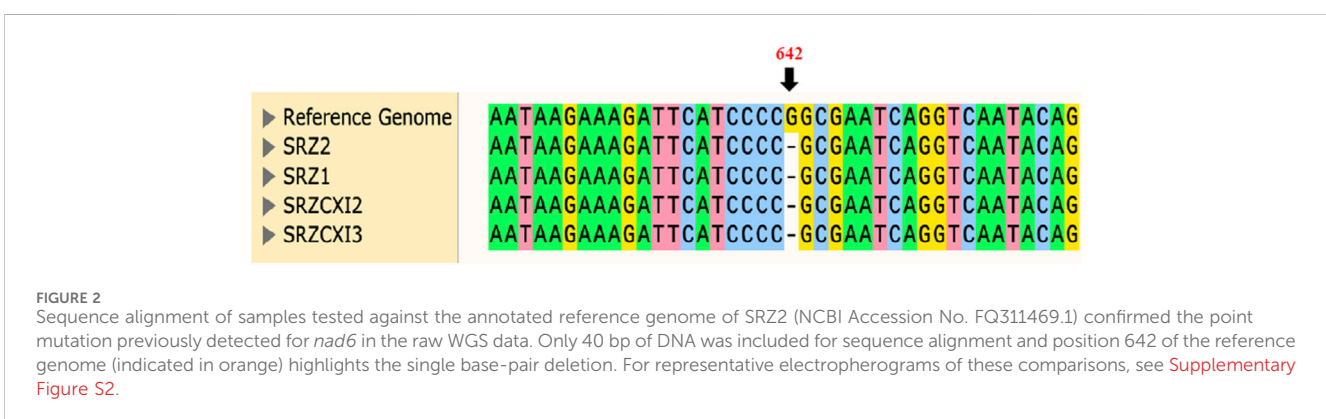 642
Reference Genome AATAAGAAAGATTCATCCCCGGCGAATCAGGTCAATACAG
SRZ2 AATAAGAAAGATTCATCCCC-GCGAATCAGGTCAATACAG
SRZ1 AATAAGAAAGATTCATCCCC-GCGAATCAGGTCAATACAG
SRZCXI2 AATAAGAAAGATTCATCCCC-GCGAATCAGGTCAATACAG
SRZCXI3 AATAAGAAAGATTCATCCCC-GCGAATCAGGTCAATACAG
FIGURE 2
Sequence alignment of samples tested against the annotated reference genome of SRZ2 (NCBI Accession No. FQ311469.1) confirmed the point
mutation previously detected for nad6 in the raw WGS data. Only 40 bp of DNA was included for sequence alignment and position 642 of the reference
genome (indicated in orange) highlights the single base-pair deletion. For representative electropherograms of these comparisons, see Supplementary
Figure S2.